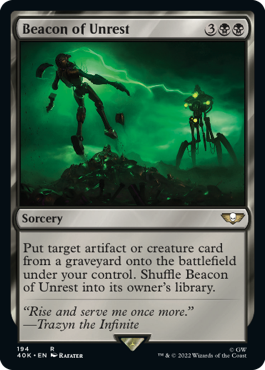 Beacon of Unrest 3
Sorcery
Put target artifact or creature card
from a graveyard onto the battlefield
under your control. Shuffle Beacon
of Unrest into its owner's library.
"Rise and serve me once more."
—Trazyn the Infinite
194 R
40K • EN Rafater
© GW
™ & © 2022 Wizards of the Coast